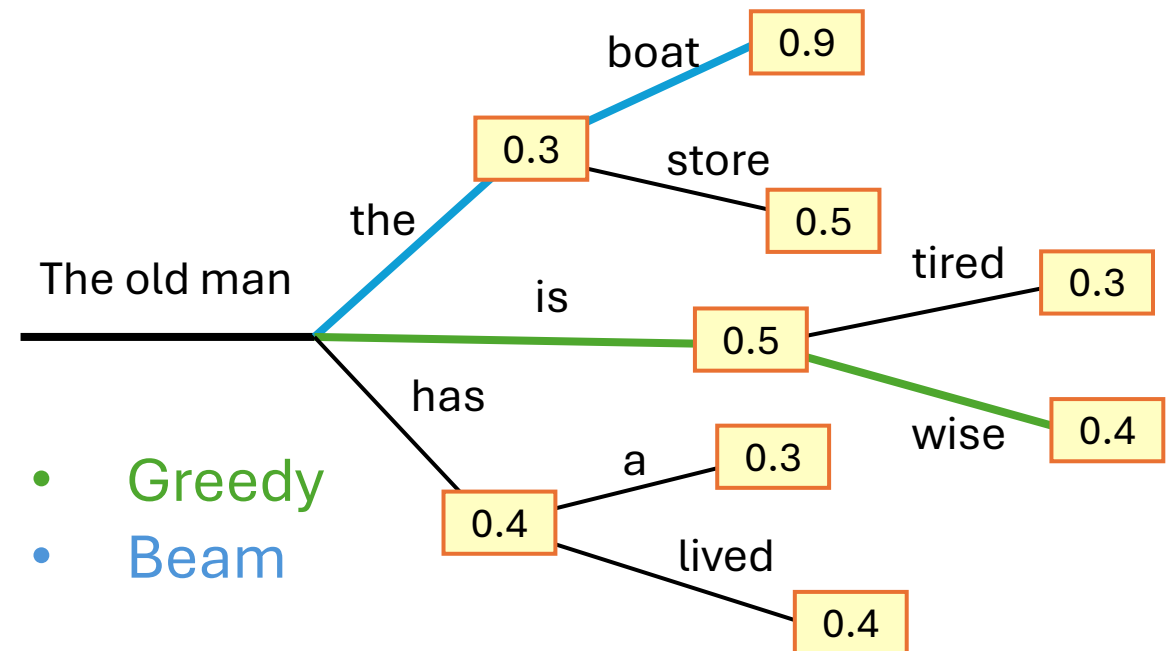 boat
0.9
0.3
store
the
0.5
The old man
tired
is
0.3
0.5
has
wise
0.4
a
0.3
• Greedy
0.4
• Beam
lived
0.4